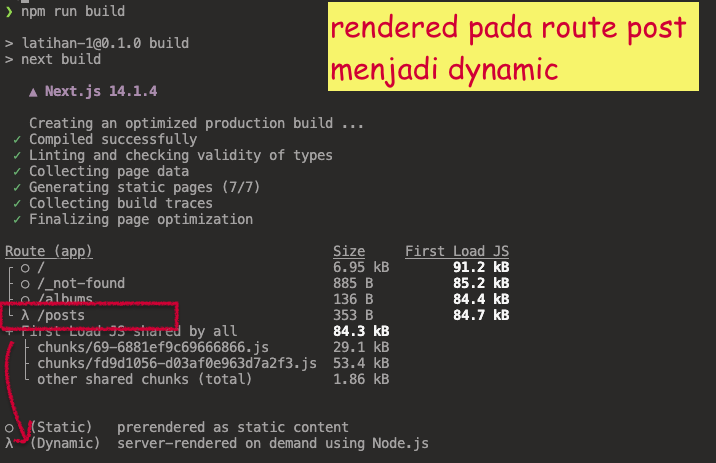 ❯ npm run build
rendered pada route post
menjadi dynamic
> latihan-1@0.1.0 build
> next build
▲ Next.js 14.1.4
Creating an optimized production build ...
✓ Compiled successfully
✓ Linting and checking validity of types
✓ Collecting page data
✓ Generating static pages (7/7)
✓ Collecting build traces
✓ Finalizing page optimization
Route (app) Size First Load JS
┌ ○ / 6.95 kB 91.2 kB
├ ○ /_not-found 885 B 85.2 kB
├ ○ /albums 136 B 84.4 kB
└ λ /posts 353 B 84.7 kB
+ First Load JS shared by all 84.3 kB
├ chunks/69-6881ef9c69666866.js 29.1 kB
├ chunks/fd9d1056-d03af0e963d7a2f3.js 53.4 kB
└ other shared chunks (total) 1.86 kB
○ (Static) prerendered as static content
λ (Dynamic) server-rendered on demand using Node.js